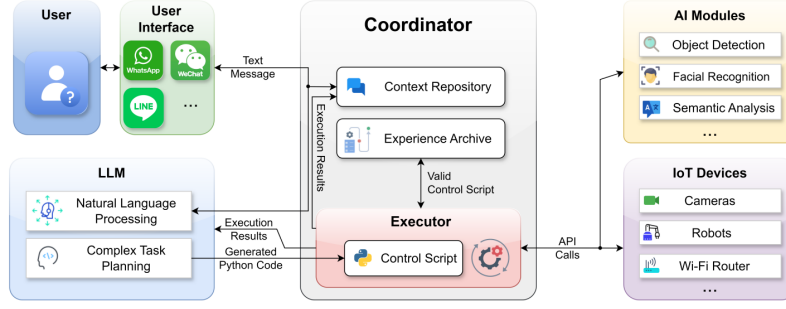 User
User
Interface
WhatsApp
WeChat
LINE
...
Text
Message
Coordinator
Context Repository
Experience Archive
Execution Results
Valid
Control Script
Executor
Control Script
LLM
Natural Language
Processing
Complex Task
Planning
Execution
Results
Generated
Python Code
API
Calls
AI Modules
Object Detection
Facial Recognition
A
Semantic Analysis
...
IoT Devices
Cameras
Robots
Wi-Fi Router
...